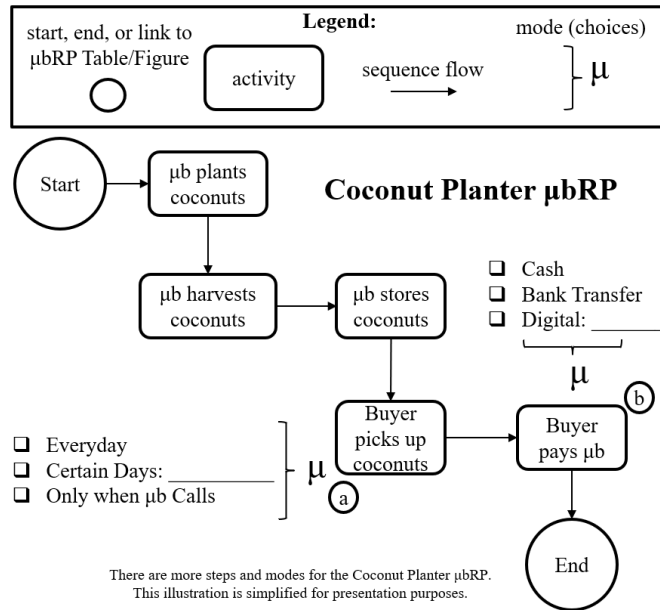 Legend:
start, end, or link to
μbRP Table/Figure
activity
sequence flow
mode (choices)
μ
Start
μb plants
coconuts
Coconut Planter μbRP
μb harvests
coconuts
μb stores
coconuts
❑ Cash
❑ Bank Transfer
❑ Digital: _______
μ
b
Buyer
picks up
coconuts
Buyer
pays μb
❑ Everyday
❑ Certain Days: ___________
❑ Only when μb Calls
μ
a
End
There are more steps and modes for the Coconut Planter μbRP.
This illustration is simplified for presentation purposes.